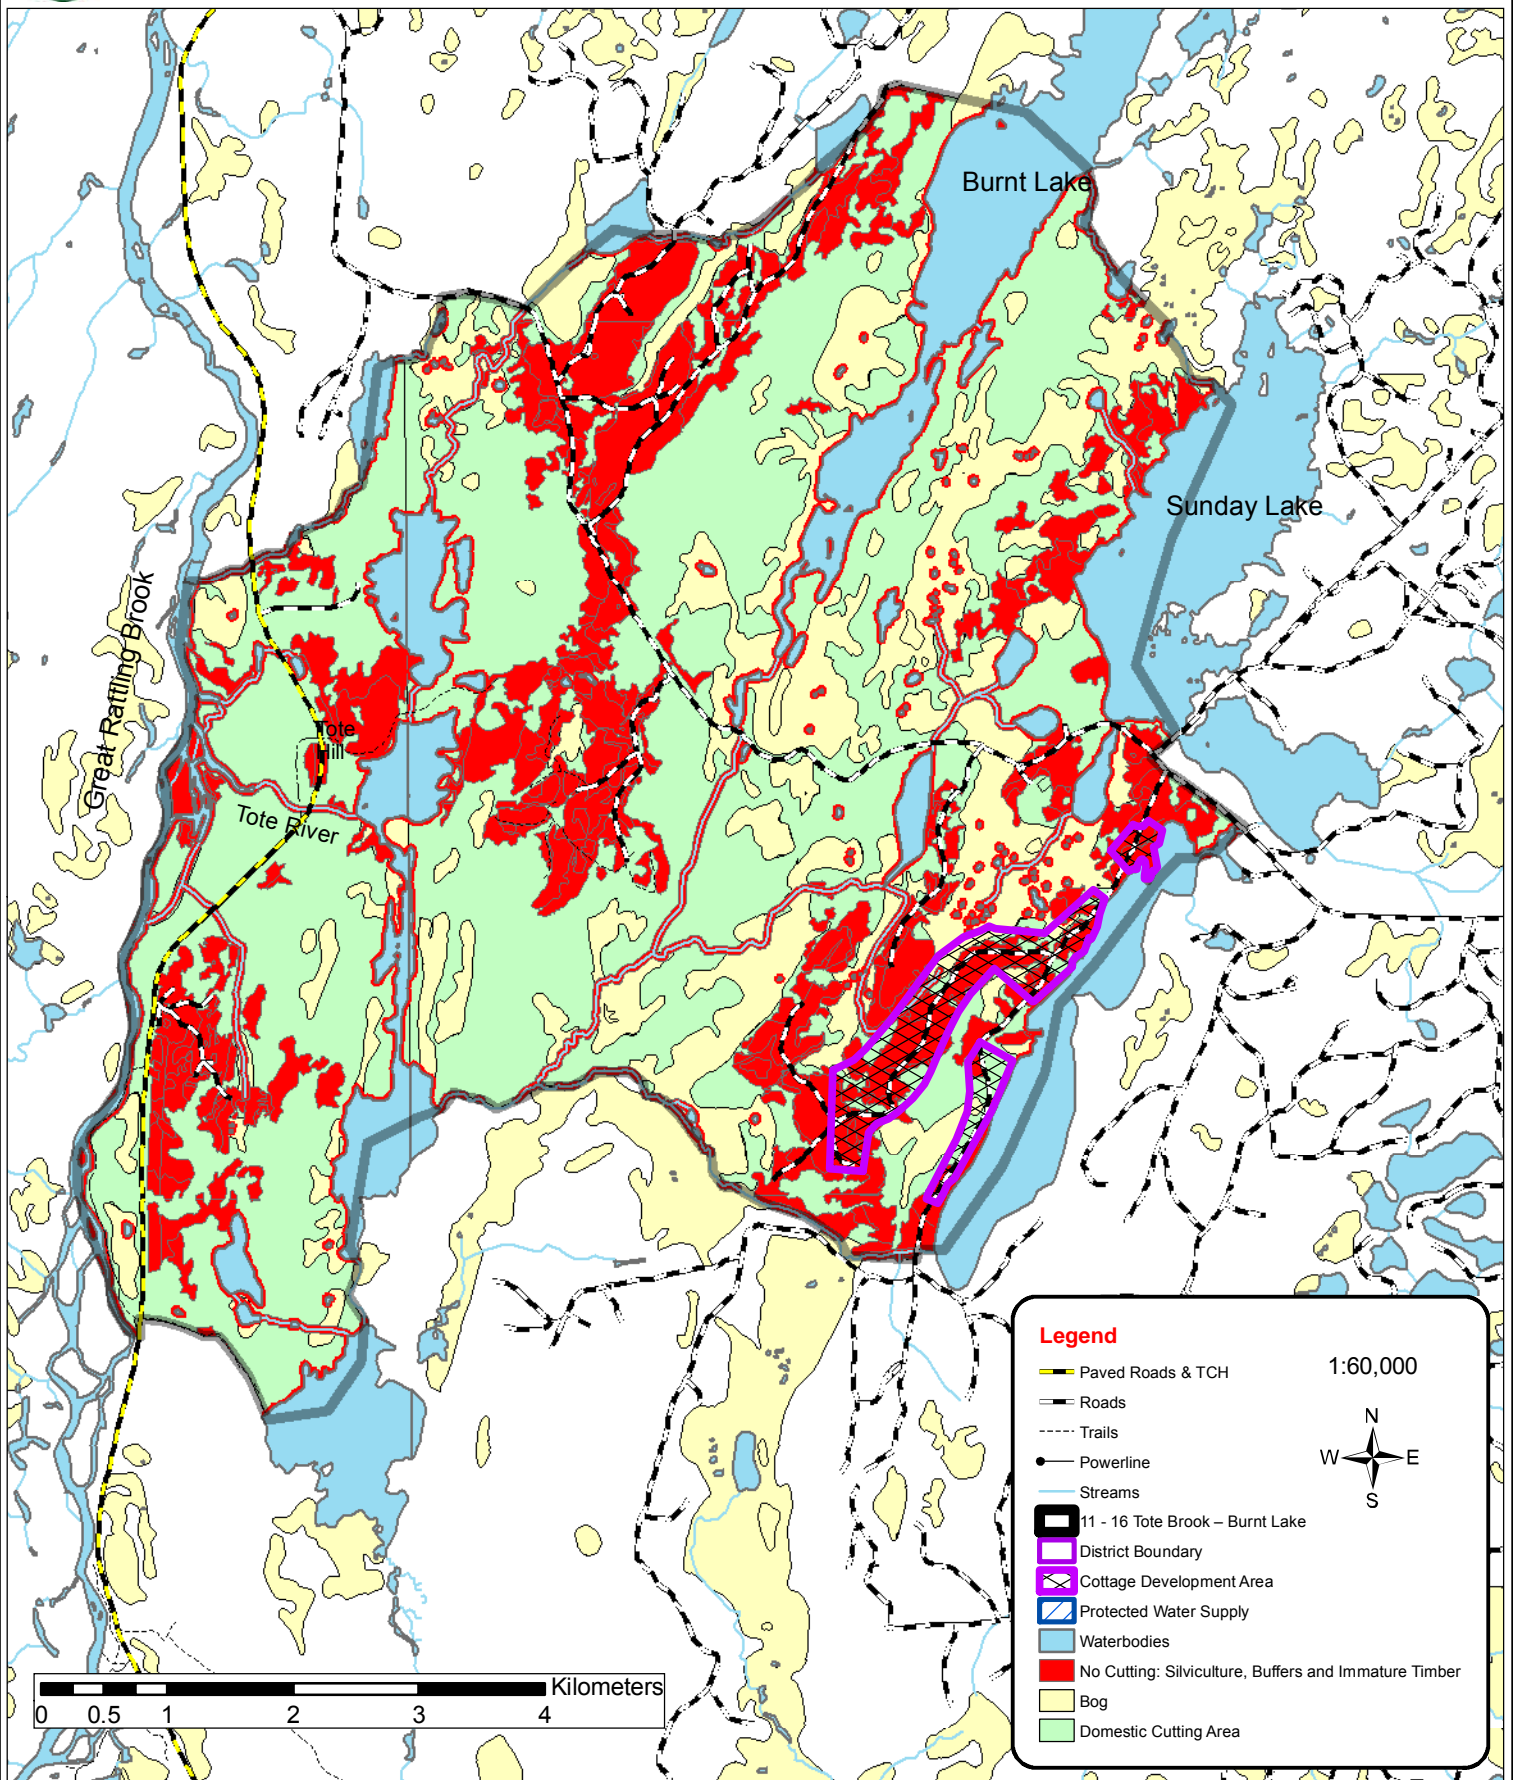 Burnt Lake
Sunday Lake
Great Rattling Brook
Tote
Hill
Tote River
Legend
1:60,000
Paved Roads & TCH
Roads
Trails
Powerline
Streams
11 - 16 Tote Brook – Burnt Lake
District Boundary
Cottage Development Area
Protected Water Supply
Waterbodies
No Cutting: Silviculture, Buffers and Immature Timber
Bog
Domestic Cutting Area
N
W E
S
Kilometers
0 0.5 1 2 3 4